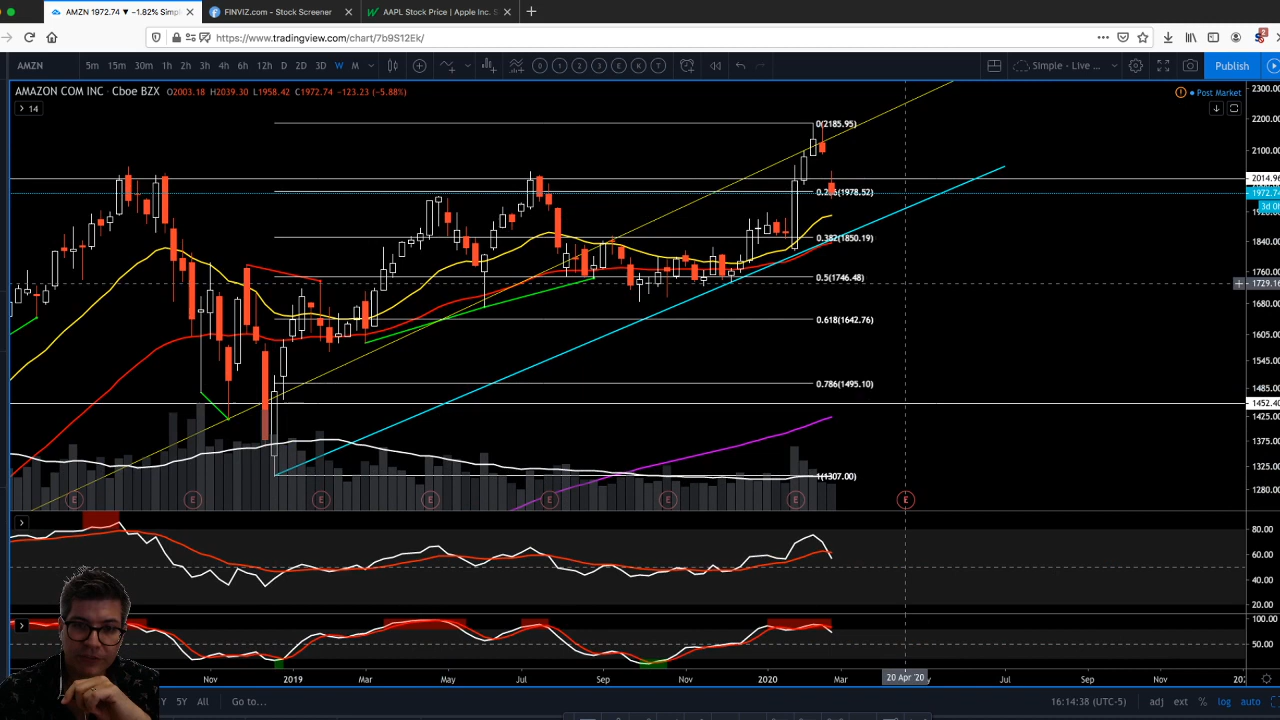 AMZN 1972.74 ▼ −1.82% Simpl
FINVIZ.com - Stock Screener
AAPL Stock Price | Apple Inc. S
https://www.tradingview.com/chart/7b9S12Ek/
2
AMZN 5m 15m 30m 1h 2h 3h 4h 6h 12h D 2D 3D W M
0 1 2 3 E K T
Simple - Live ...
Publish
AMAZON COM INC · Cboe BZX O2003.18 H2039.30 L1958.42 C1972.74 −123.23 (−5.88%)
14
Post Market
2300.00
2200.00
0(2185.95)
2100.00
2014.96
0.236(1978.52)
1972.74
3d 0h
1920.00
0.382(1850.19)
1840.00
1760.00
0.5(1746.48)
1729.16
1680.00
0.618(1642.76)
1605.00
1545.00
0.786(1495.10)
1485.00
1452.40
1425.00
1375.00
1325.00
1(1307.00)
1280.00
E E E E E E E E
80.00
60.00
40.00
20.00
100.00
50.00
Nov 2019 Mar May Jul Sep Nov 2020 Mar 20 Apr '20 Jul Sep Nov
Y 5Y All Go to...
16:14:38 (UTC-5) adj ext % log auto